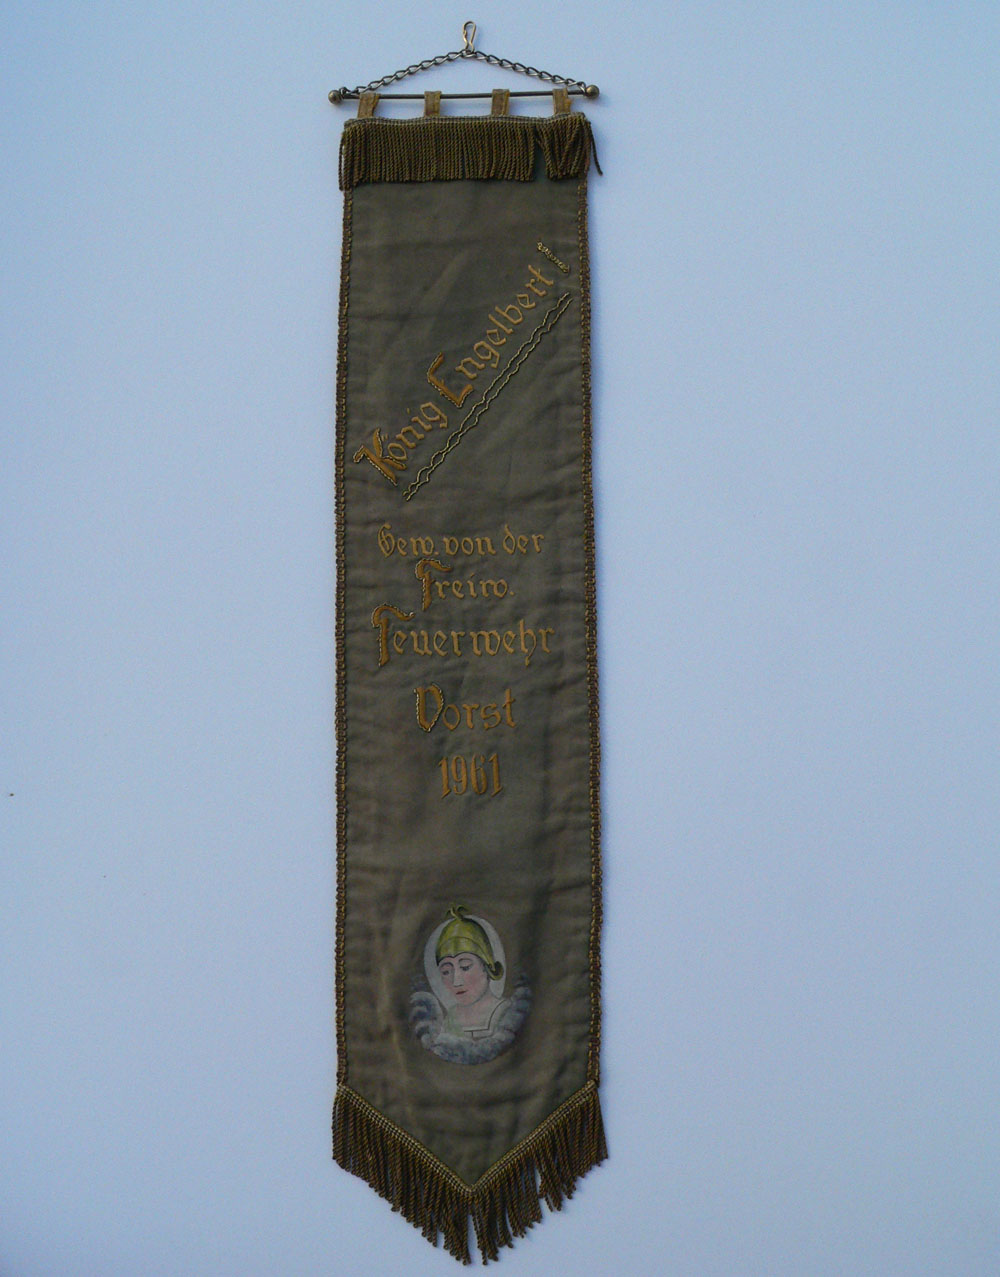 König Engelbert I
Gew. von der
Freiw.
Feuerwehr
Vorst
1961